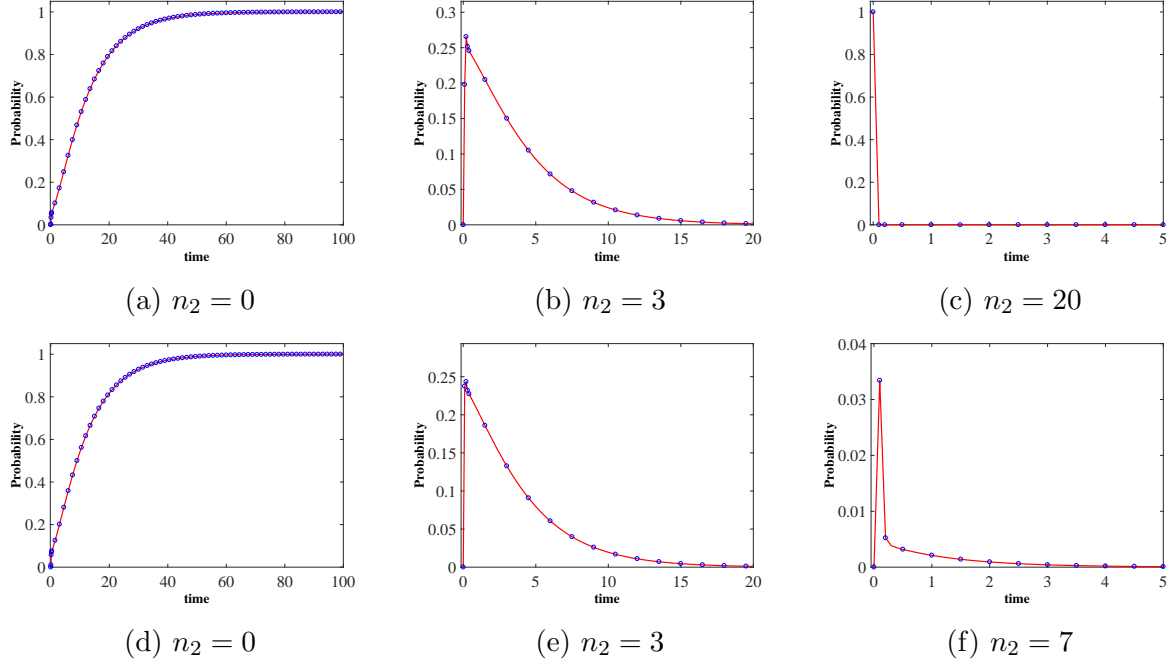 Probability
1
0.8
0.6
0.4
0.2
0
0 20 40 60 80 100
time
(a) n₂ = 0
Probability
0.3
0.25
0.2
0.15
0.1
0.05
0
0 5 10 15 20
time
(b) n₂ = 3
Probability
1
0.8
0.6
0.4
0.2
0
0 1 2 3 4 5
time
(c) n₂ = 20
Probability
1
0.8
0.6
0.4
0.2
0
0 20 40 60 80 100
time
(d) n₂ = 0
Probability
0.25
0.2
0.15
0.1
0.05
0
0 5 10 15 20
time
(e) n₂ = 3
Probability
0.04
0.03
0.02
0.01
0
0 1 2 3 4 5
time
(f) n₂ = 7